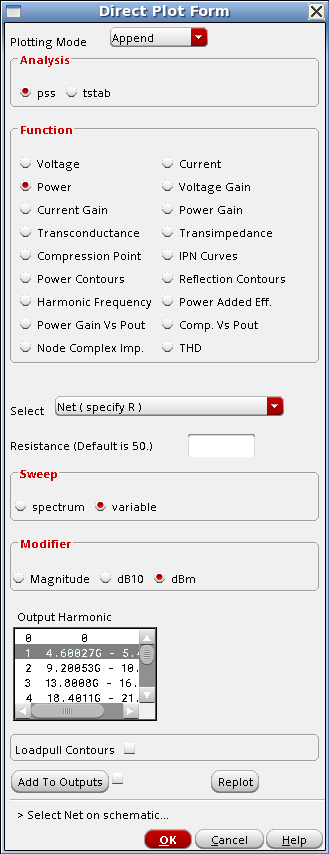 Direct Plot Form
Plotting Mode Append
Analysis
pss tstab
Function
Voltage Current
Power Voltage Gain
Current Gain Power Gain
Transconductance Transimpedance
Compression Point IPN Curves
Power Contours Reflection Contours
Harmonic Frequency Power Added Eff.
Power Gain Vs Pout Comp. Vs Pout
Node Complex Imp. THD
Select Net ( specify R )
Resistance (Default is 50.)
Sweep
spectrum variable
Modifier
Magnitude dB10 dBm
Output Harmonic
0 0
1 4.60027G - 5.4
2 9.20053G - 10.
3 13.8008G - 16.
4 18.4011G - 21.
Loadpull Contours
Add To Outputs Replot
> Select Net on schematic...
OK Cancel Help